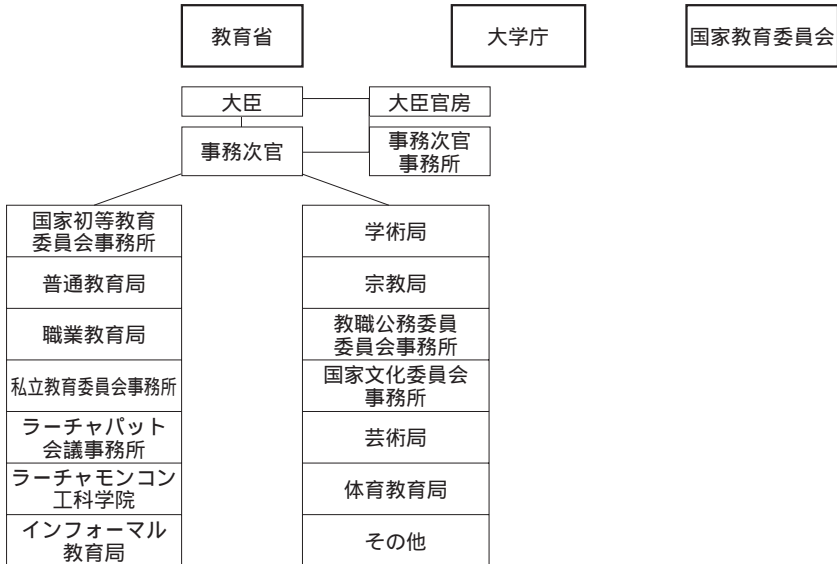 教育省
大学庁
国家教育委員会
大臣
大臣官房
事務次官
事務次官
事務所
国家初等教育
委員会事務所
普通教育局
職業教育局
私立教育委員会事務所
ラーチャパット
会議事務所
ラーチャモンコン
工科学院
インフォーマル
教育局
学術局
宗教局
教職公務委員
委員会事務所
国家文化委員会
事務所
芸術局
体育教育局
その他